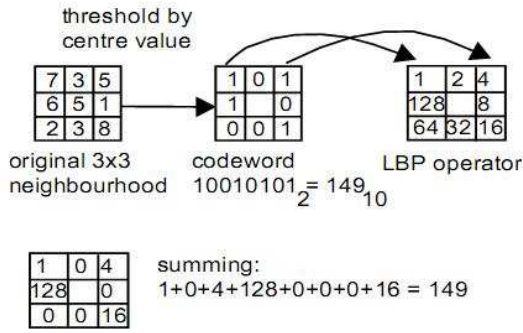 threshold by
centre value
7 3 5
6 5 1
2 3 8
1 0 1
1 0
0 0 1
1 2 4
128 8
64 32 16
original 3x3
neighbourhood
codeword
10010101₂ = 149₁₀
LBP operator
1 0 4
128 0
0 0 16
summing:
1+0+4+128+0+0+0+16 = 149